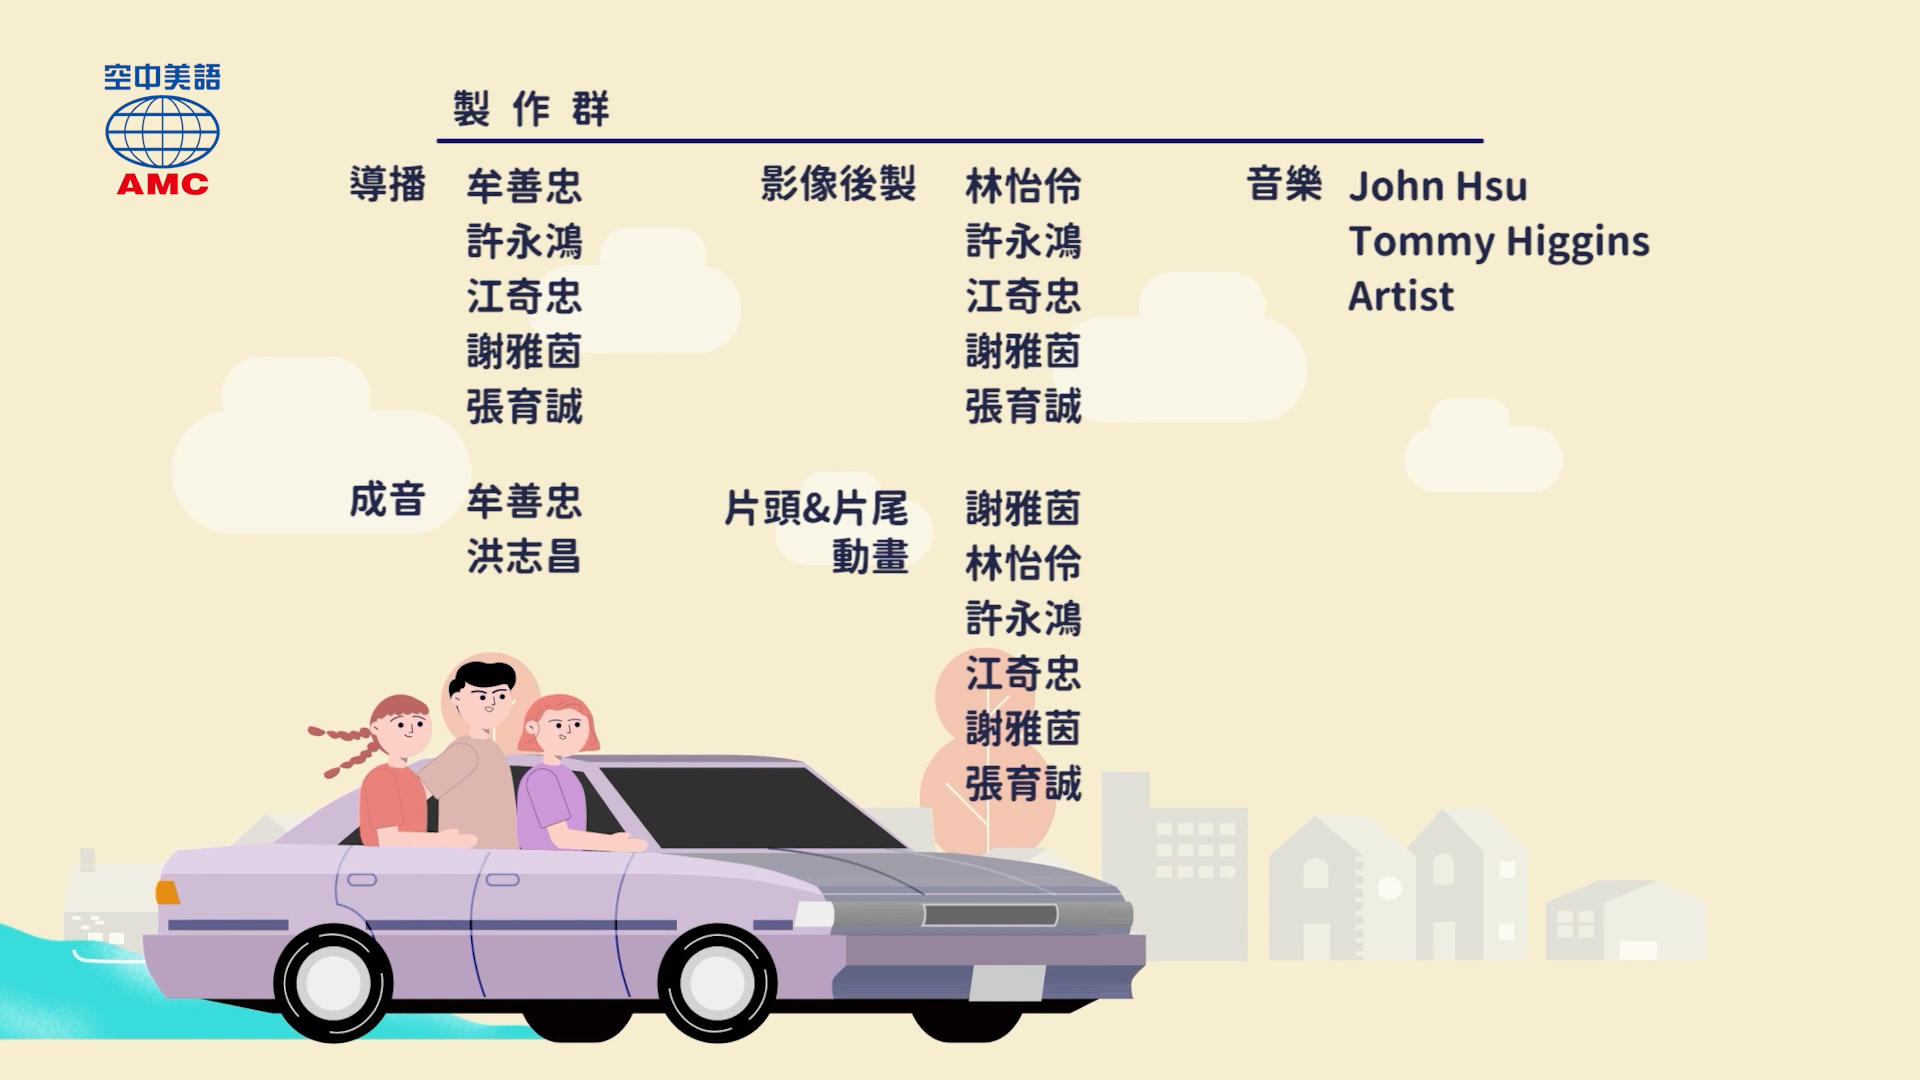 空中美語
AMC
製作群
導播
牟善忠
許永鴻
江奇忠
謝雅茵
張育誠
成音
牟善忠
洪志昌
影像後製
林怡伶
許永鴻
江奇忠
謝雅茵
張育誠
片頭&片尾
動畫
謝雅茵
林怡伶
許永鴻
江奇忠
謝雅茵
張育誠
音樂
John Hsu
Tommy Higgins
Artist